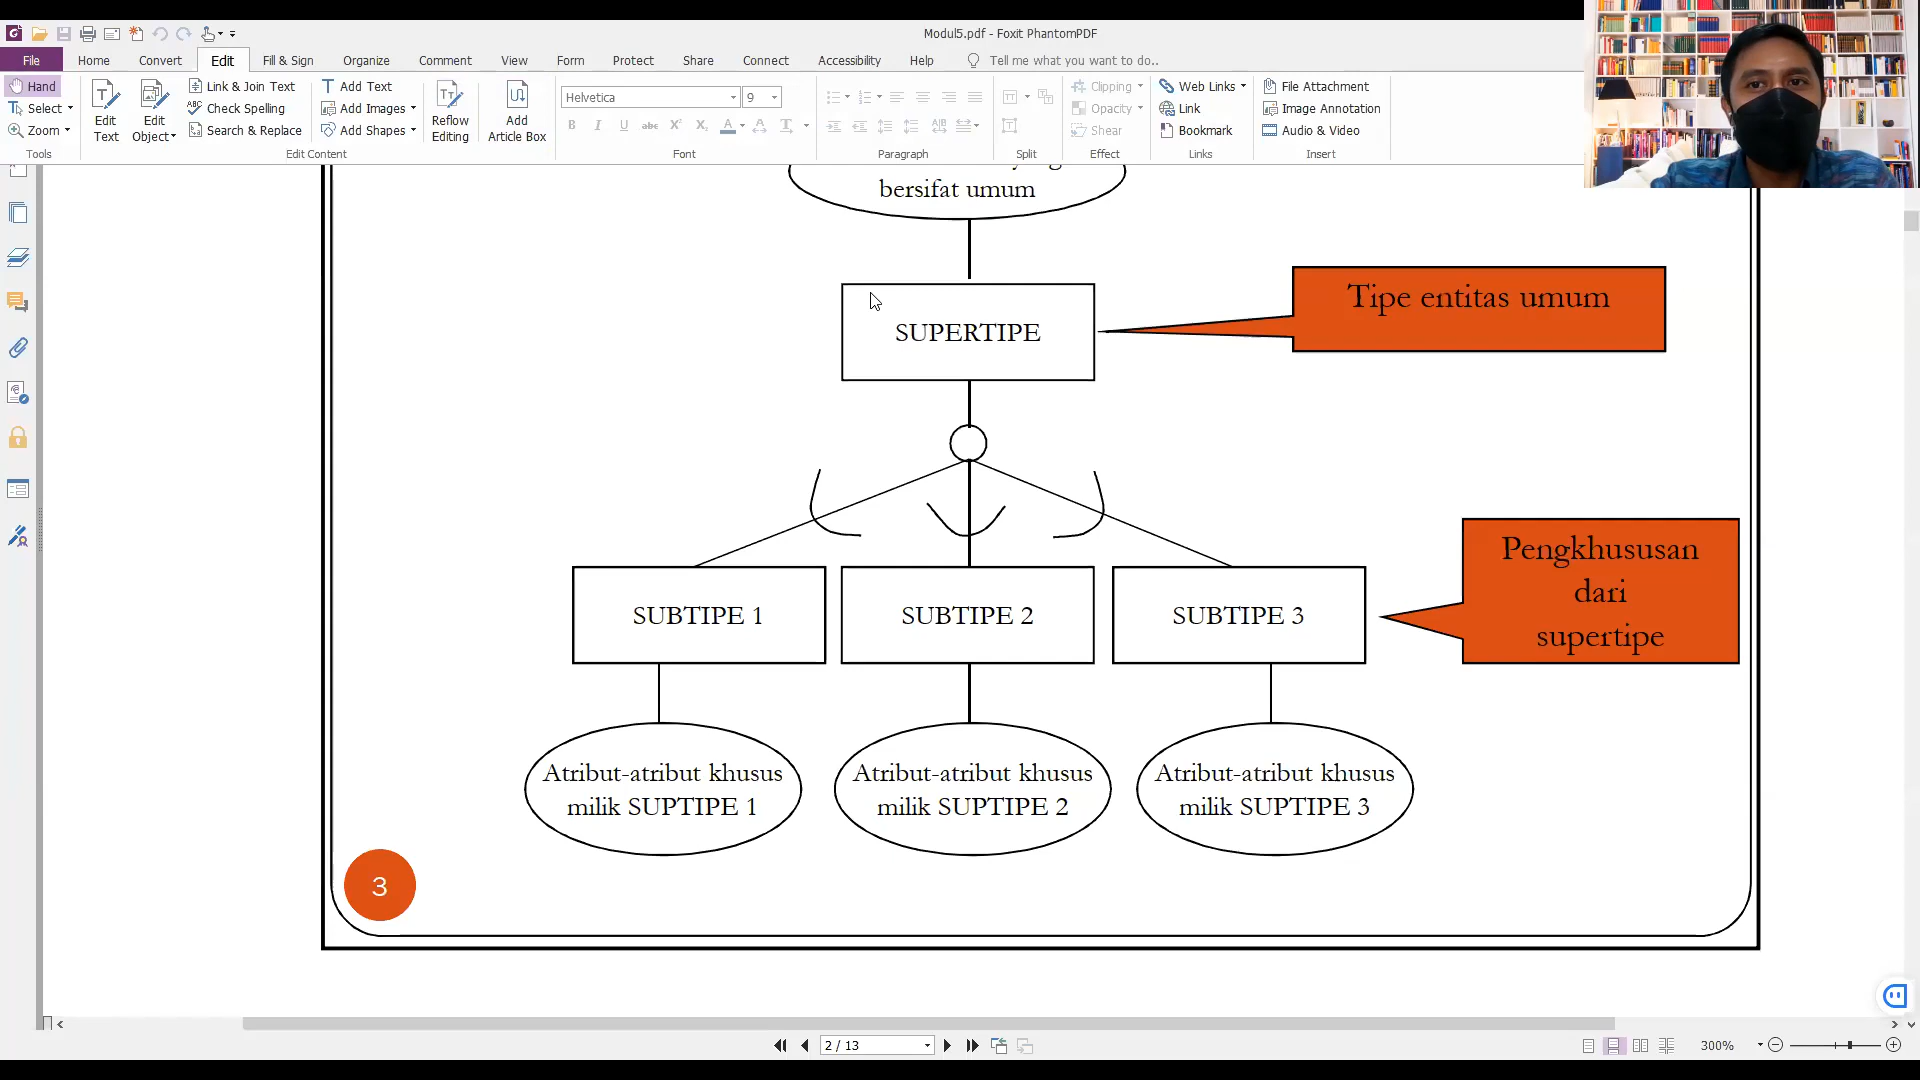 Modul5.pdf - Foxit PhantomPDF
File Home Convert Edit Fill & Sign Organize Comment View Form Protect Share Connect Accessibility Help Tell me what you want to do..
Hand
Select
Zoom
Tools
Edit Text
Edit Object
Link & Join Text
Check Spelling
Search & Replace
Add Text
Add Images
Add Shapes
Edit Content
Reflow Editing
Add Article Box
Helvetica 9
B I U abc X² X₂
Font
Paragraph
Split
Clipping
Opacity
Shear
Effect
Web Links
Link
Bookmark
Links
File Attachment
Image Annotation
Audio & Video
Insert
bersifat umum
SUPERTIPE
Tipe entitas umum
Pengkhususan
dari
supertipe
SUBTIPE 1 SUBTIPE 2 SUBTIPE 3
Atribut-atribut khusus
milik SUPTIPE 1
Atribut-atribut khusus
milik SUPTIPE 2
Atribut-atribut khusus
milik SUPTIPE 3
3
2 / 13
300%